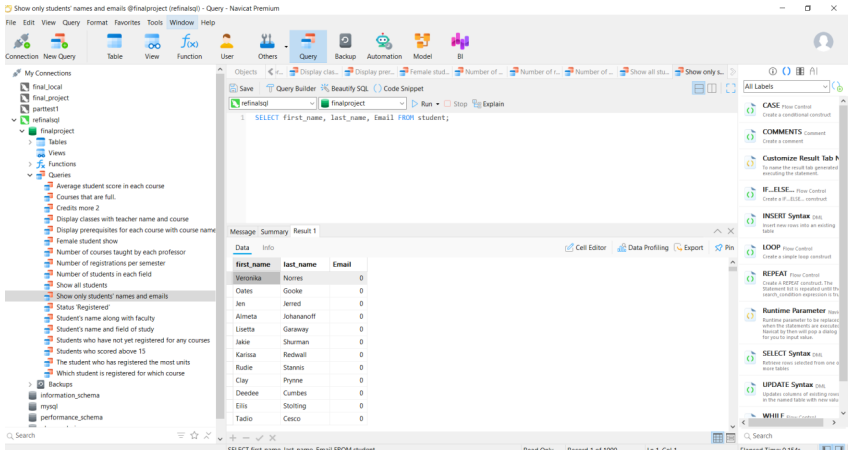 Show only students' names and emails @finalproject (refinalsql) - Query - Navicat Premium
File Edit View Query Format Favorites Tools Window Help
Connection New Query Table View Function User Others Query Backup Automation Model BI
My Connections
final_local
final_project
parttest1
refinalsql
finalproject
Tables
Views
Functions
Queries
Average student score in each course
Courses that are full.
Credits more 2
Display classes with teacher name and course
Display prerequisites for each course with course name
Female student show
Number of courses taught by each professor
Number of registrations per semester
Number of students in each field
Show all students
Show only students' names and emails
Status 'Registered'
Student's name along with faculty
Student's name and field of study
Students who have not yet registered for any courses
Students who scored above 15
The student who has registered the most units
Which student is registered for which course
Backups
information_schema
mysql
performance_schema
Search
Objects Display clas... Display prer... Female stud... Number of ... Number of r... Number of ... Show all stu... Show only s...
Save Query Builder Beautify SQL () Code Snippet
refinalsql finalproject Run Stop Explain
1 SELECT first_name, last_name, Email FROM student;
Message Summary Result 1
Data Info Cell Editor Data Profiling Export Pin
first_name last_name Email
Veronika Norres 0
Oates Gooke 0
Jen Jerred 0
Almeta Johananoff 0
Lisetta Garaway 0
Jakie Shurman 0
Karissa Redwall 0
Rudie Stannis 0
Clay Prynne 0
Deedee Cumbes 0
Eilis Stolting 0
Tadio Cesco 0
SELECT first_name, last_name, Email FROM student
Read Only Record 1 of 1000 Ln 1, Col 1 Elapsed Time: 0.154s
() AI
All Labels
CASE Flow Control
Create a conditional construct
COMMENTS Comment
Create a comment
Customize Result Tab N
To name the result tab generated
executing the statement.
IF...ELSE... Flow Control
Create a IF...ELSE... construct
INSERT Syntax DML
Insert new rows into an existing
table
LOOP Flow Control
Create a simple loop construct
REPEAT Flow Control
Create A REPEAT construct. The
Statement list is repeated until th
search_condition expression is tru
Runtime Parameter Navi
Runtime parameter to be replaced
when the statements are executed
Navicat by then will pop a dialog
for you to input value.
SELECT Syntax DML
Retrieve rows selected from one o
more tables
UPDATE Syntax DML
Updates columns of existing rows
in the named table with new valu
WHILE Flow Control
Search